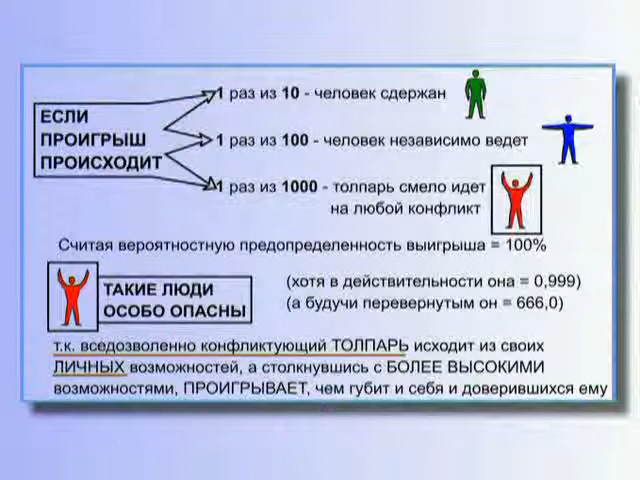 ЕСЛИ
ПРОИГРЫШ
ПРОИСХОДИТ
1 раз из 10 - человек сдержан
1 раз из 100 - человек независимо ведет
1 раз из 1000 - толпарь смело идет
на любой конфликт
Считая вероятностную предопределенность выигрыша = 100%
ТАКИЕ ЛЮДИ
ОСОБО ОПАСНЫ
(хотя в действительности она = 0,999)
(а будучи перевернутым он = 666,0)
т.к. вседозволенно конфликтующий ТОЛПАРЬ исходит из своих
ЛИЧНЫХ возможностей, а столкнувшись с БОЛЕЕ ВЫСОКИМИ
возможностями, ПРОИГРЫВАЕТ, чем губит и себя и доверившихся ему